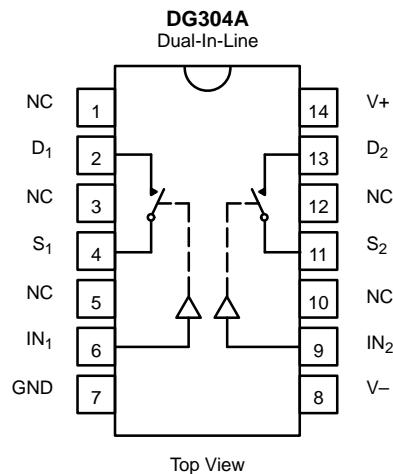 DG304A
Dual-In-Line
NC 1 14 V+
D1 2 13 D2
NC 3 12 NC
S1 4 11 S2
NC 5 10 NC
IN1 6 9 IN2
GND 7 8 V–
Top View